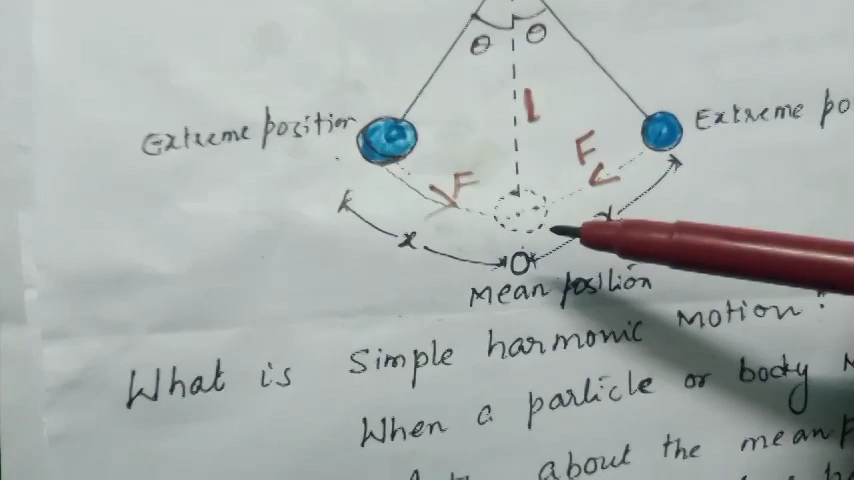 θ θ
l
Extreme position
Extreme po
F
F
x
x
O
Mean position
What is Simple harmonic motion?
When a particle or body
about the mean